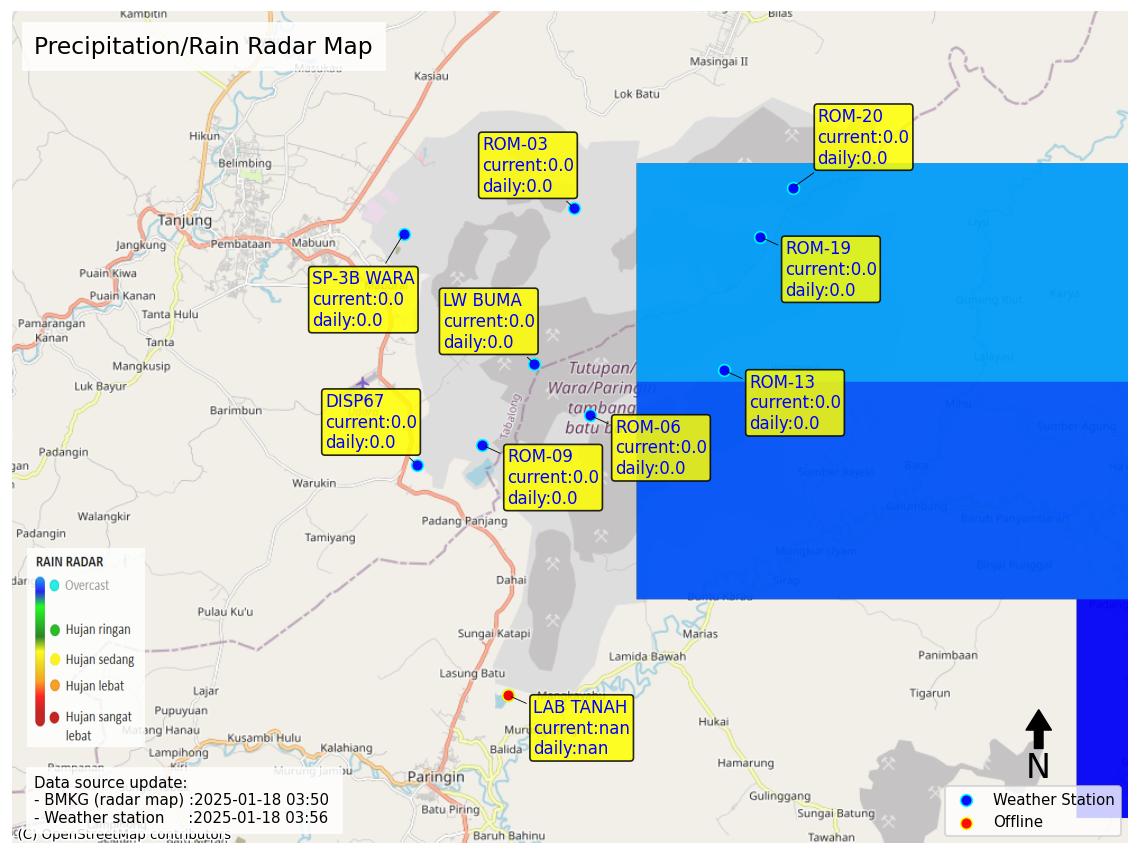 Kambitin
Bilas
Precipitation/Rain Radar Map
Masukau
Kasiau
Masingai II
Lok Batu
Hikun
Belimbing
ROM-03
current:0.0
daily:0.0
ROM-20
current:0.0
daily:0.0
Tanjung
Jangkung
Pembataan
Mabuun
Puain Kiwa
Puain Kanan
Tanta Hulu
Pamarangan
Kanan
Tanta
Mangkusip
Luk Bayur
Barimbun
SP-3B WARA
current:0.0
daily:0.0
LW BUMA
current:0.0
daily:0.0
ROM-19
current:0.0
daily:0.0
Tutupan/
Wara/Paringin
tambang
batu b
Tabalong
ROM-13
current:0.0
daily:0.0
DISP67
current:0.0
daily:0.0
ROM-06
current:0.0
daily:0.0
ROM-09
current:0.0
daily:0.0
Padangin
Warukin
Walangkir
Padangin
Tamiyang
Padang Panjang
Dahai
Pulau Ku'u
Sungai Katapi
Lasung Batu
Marias
Lamida Bawah
Panimbaan
Tigarun
Hukai
Hamarung
Gulinggang
Sungai Batung
Tawahan
RAIN RADAR
Overcast
Hujan ringan
Hujan sedang
Hujan lebat
Hujan sangat
lebat
Lajar
Pupuyuan
Matang Hanau
Lampihong
Kusambi Hulu
Kalahiang
Murung Jambu
LAB TANAH
current:nan
daily:nan
Balida
Paringin
Batu Piring
Baruh Bahinu
Data source update:
- BMKG (radar map) :2025-01-18 03:50
- Weather station :2025-01-18 03:56
(C) OpenStreetMap contributors
N
Weather Station
Offline